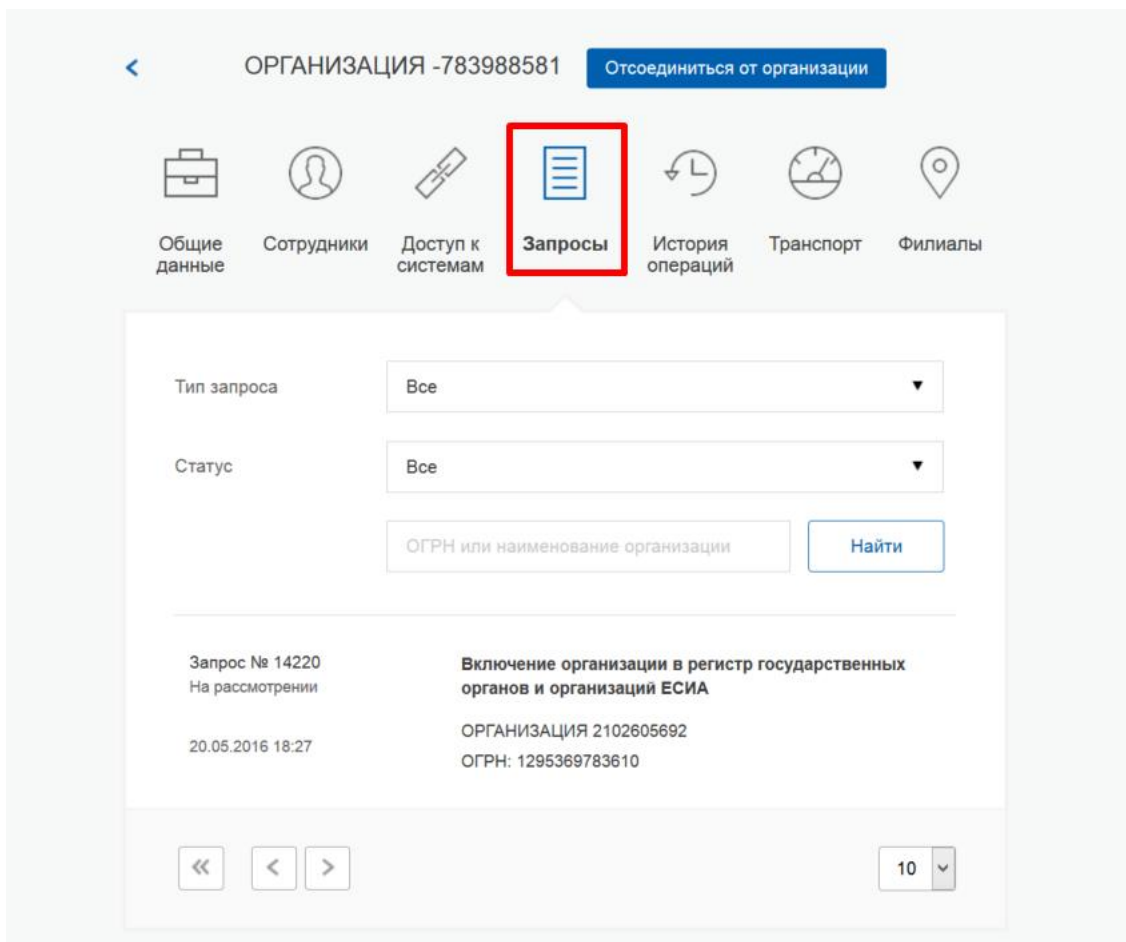 ОРГАНИЗАЦИЯ -783988581
Отсоединиться от организации
Общие данные
Сотрудники
Доступ к системам
Запросы
История операций
Транспорт
Филиалы
Тип запроса
Все
Статус
Все
ОГРН или наименование организации
Найти
Запрос № 14220
На рассмотрении
20.05.2016 18:27
Включение организации в регистр государственных
органов и организаций ЕСИА
ОРГАНИЗАЦИЯ 2102605692
ОГРН: 1295369783610
10